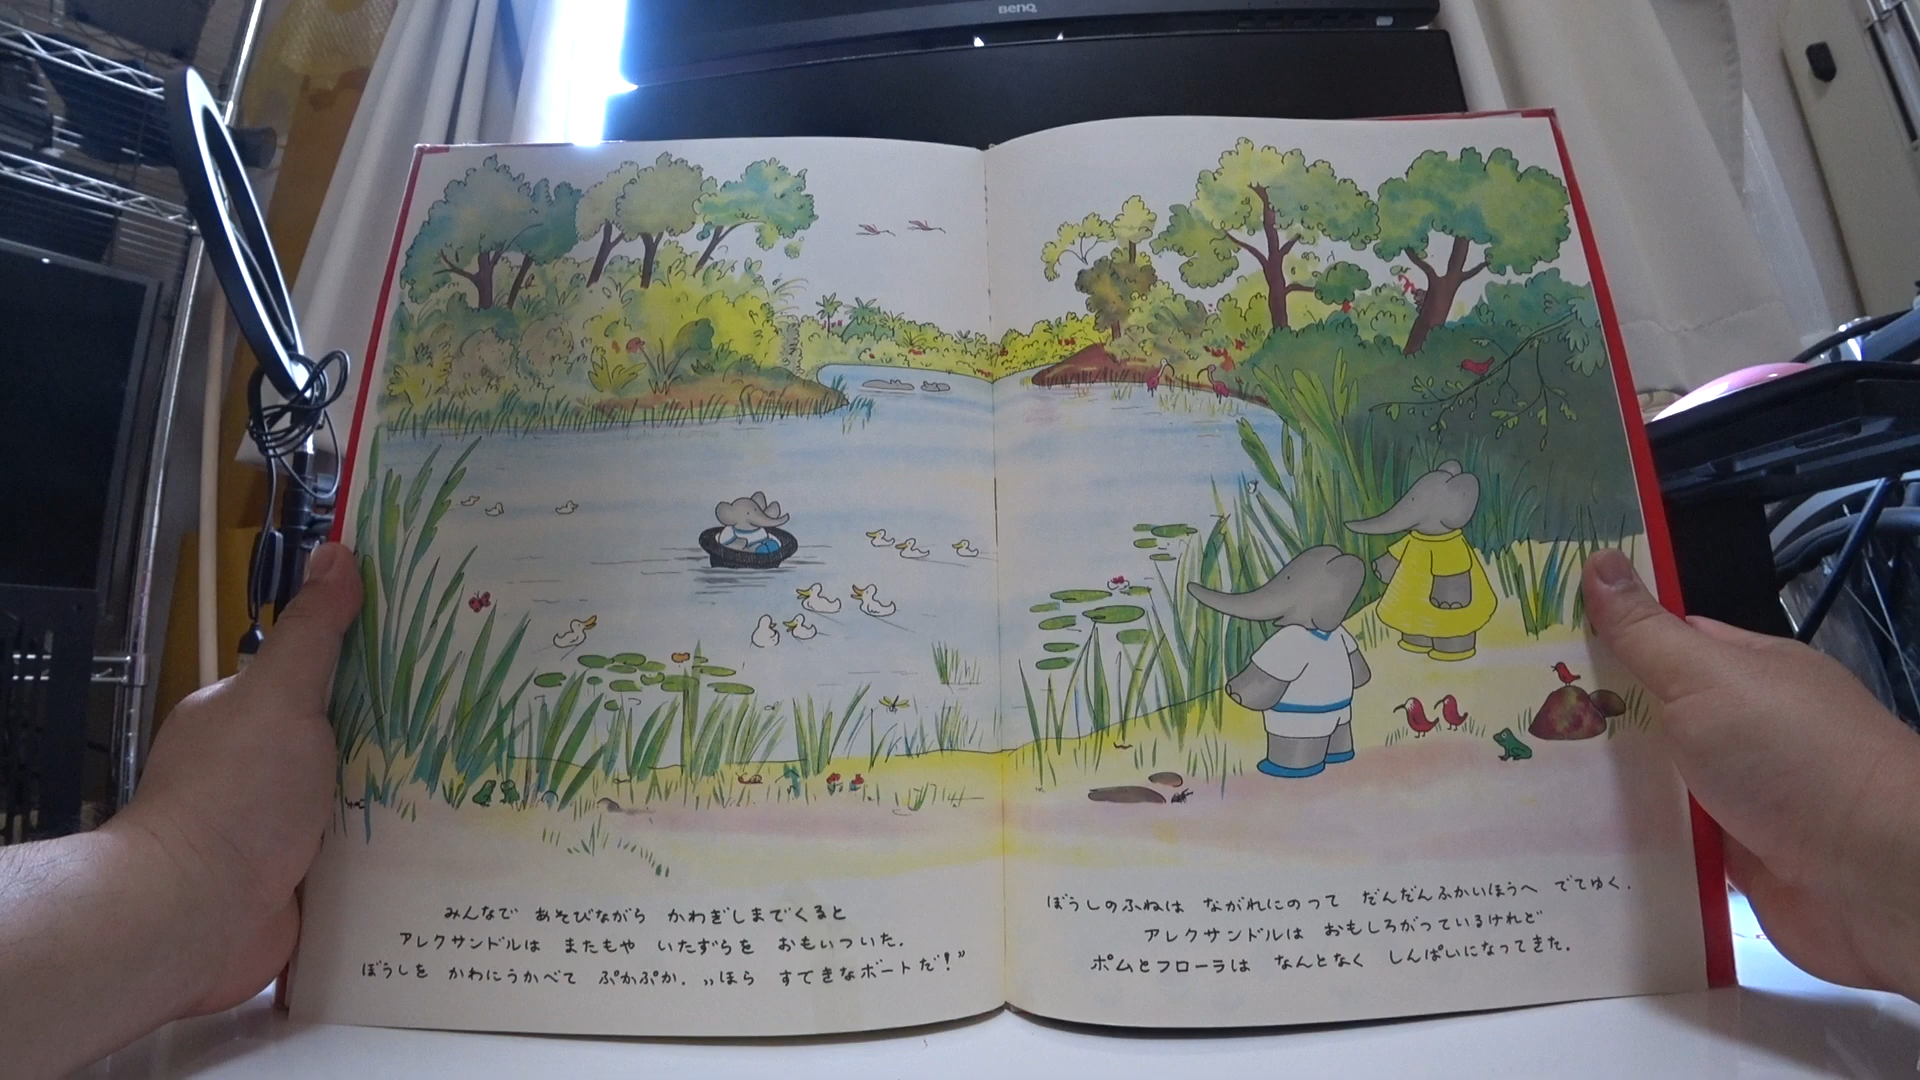 BenQ
みんなで あそびながら かわぎしまでくると
アレクサンドルは またもや いたずらを おもいついた.
ぼうしを かわにうかべて ぷかぷか. „ほら すてきなボートだ!”
ぼうしのふねは ながれにのって だんだんふかいほうへ でてゆく.
アレクサンドルは おもしろがっているけれど
ポムとフローラは なんとなく しんぱいになってきた.